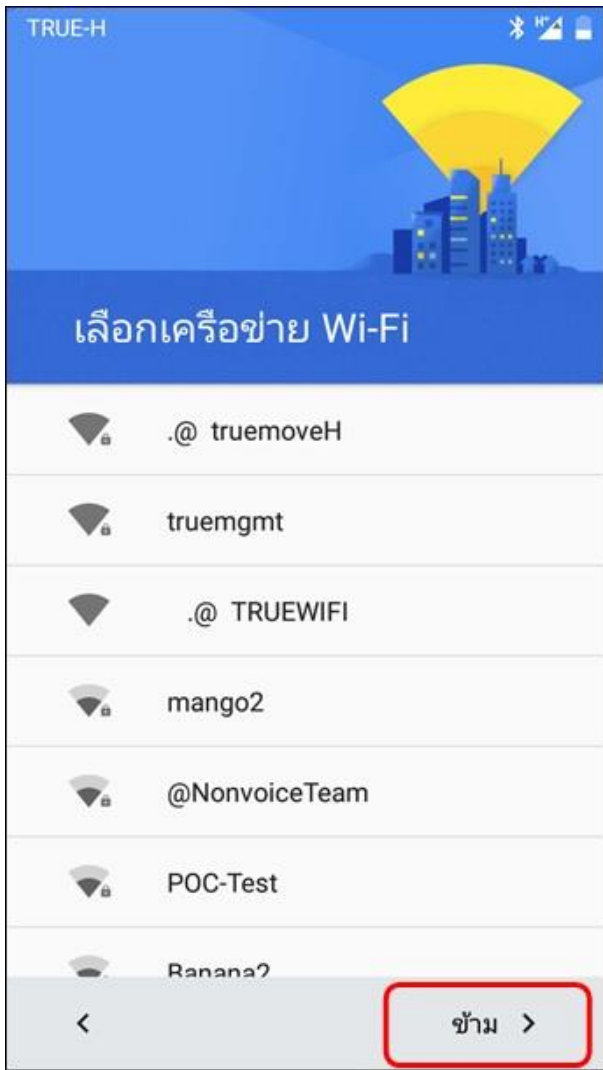 TRUE-H
H+
เลือกเครือข่าย Wi-Fi
.@ truemoveH
truemgmt
.@ TRUEWIFI
mango2
@NonvoiceTeam
POC-Test
Banana2
ข้าม